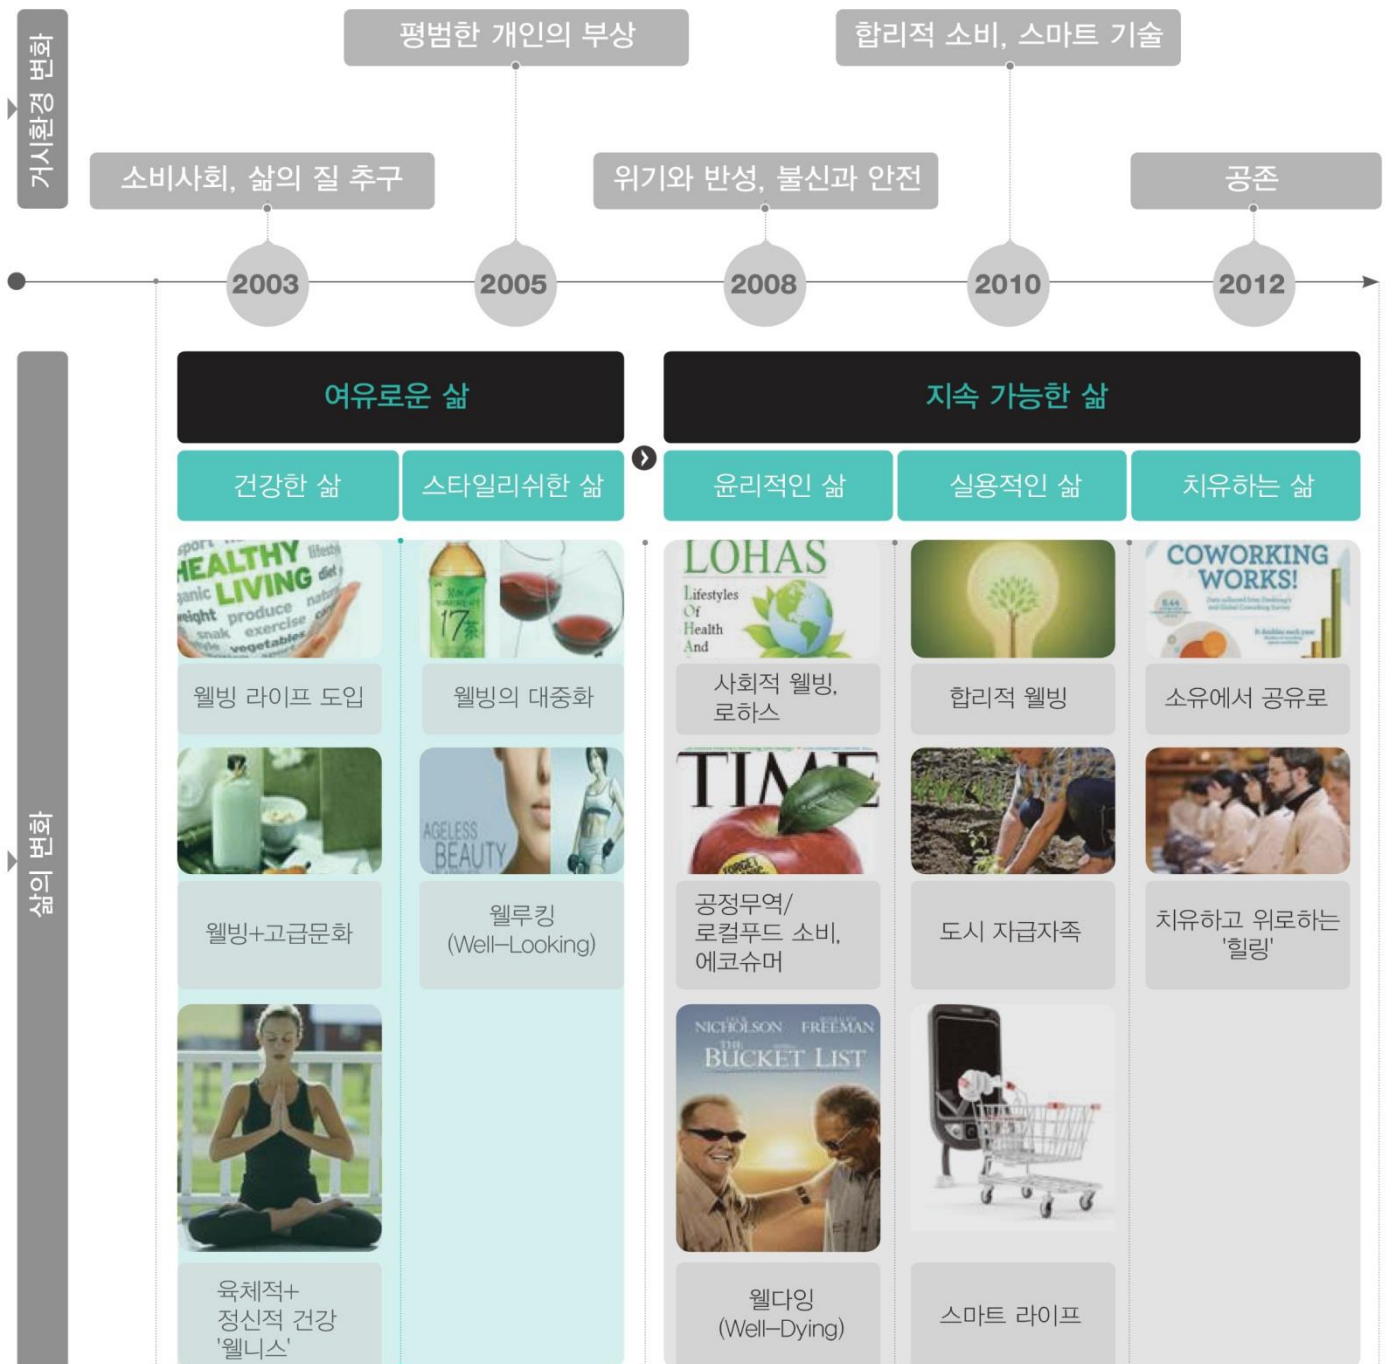 거시환경 변화
평범한 개인의 부상
합리적 소비, 스마트 기술
소비사회, 삶의 질 추구
위기와 반성, 불신과 안전
공존
2003
2005
2008
2010
2012
삶의 변화
여유로운 삶
지속 가능한 삶
건강한 삶
스타일리쉬한 삶
윤리적인 삶
실용적인 삶
치유하는 삶
HEALTHY
LIVING
diet
weight produce
snak exercise
vegetables
17茶
LOHAS
Lifestyles
Of
Health
And
COWORKING
WORKS!
웰빙 라이프 도입
웰빙의 대중화
사회적 웰빙,
로하스
합리적 웰빙
소유에서 공유로
AGELESS
BEAUTY
TIME
FORGET
웰빙+고급문화
웰루킹
(Well-Looking)
공정무역/
로컬푸드 소비,
에코슈머
도시 자급자족
치유하고 위로하는
'힐링'
NICHOLSON FREEMAN
THE
BUCKET LIST
육체적+
정신적 건강
'웰니스'
웰다잉
(Well-Dying)
스마트 라이프